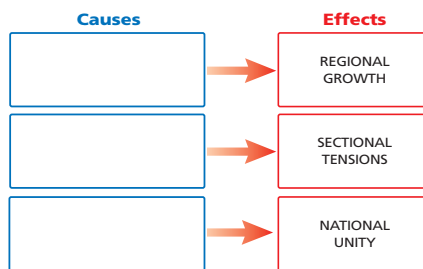 Causes
Effects
REGIONAL
GROWTH
SECTIONAL
TENSIONS
NATIONAL
UNITY